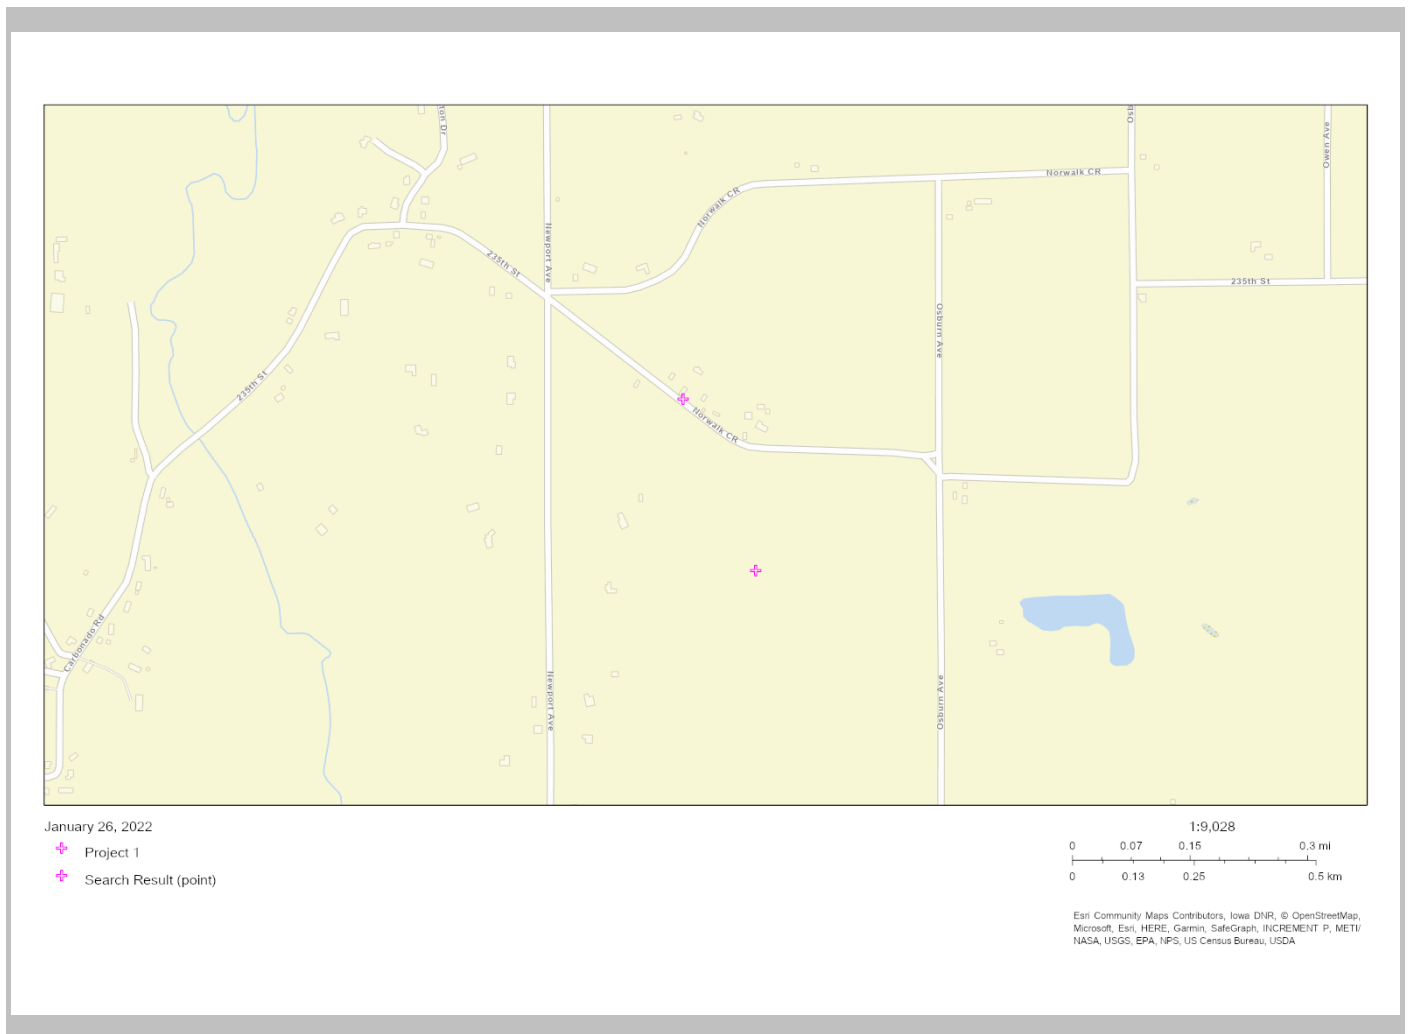 Osb
Owen Ave
Norwalk CR
Norwalk CR
Newport Ave
235th St
235th St
Osburn Ave
235th St
Norwalk CR
Carbonado Rd
Newport Ave
Osburn Ave
January 26, 2022
Project 1
Search Result (point)
1:9,028
0 0.07 0.15 0.3 mi
0 0.13 0.25 0.5 km
Esri Community Maps Contributors, Iowa DNR, © OpenStreetMap,
Microsoft, Esri, HERE, Garmin, SafeGraph, INCREMENT P, METI/
NASA, USGS, EPA, NPS, US Census Bureau, USDA